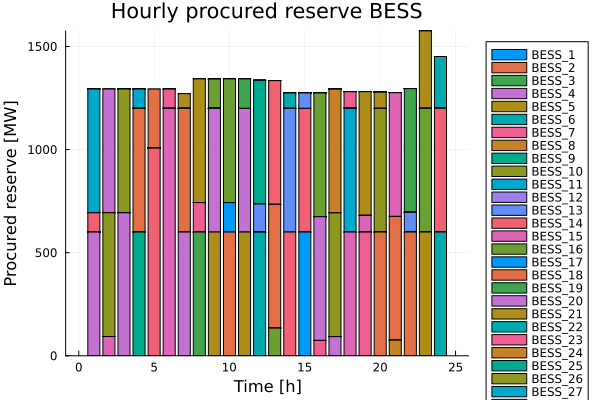 Hourly procured reserve BESS
Procured reserve [MW]
1500
1000
500
0
0 5 10 15 20 25
Time [h]
BESS_1
BESS_2
BESS_3
BESS_4
BESS_5
BESS_6
BESS_7
BESS_8
BESS_9
BESS_10
BESS_11
BESS_12
BESS_13
BESS_14
BESS_15
BESS_16
BESS_17
BESS_18
BESS_19
BESS_20
BESS_21
BESS_22
BESS_23
BESS_24
BESS_25
BESS_26
BESS_27